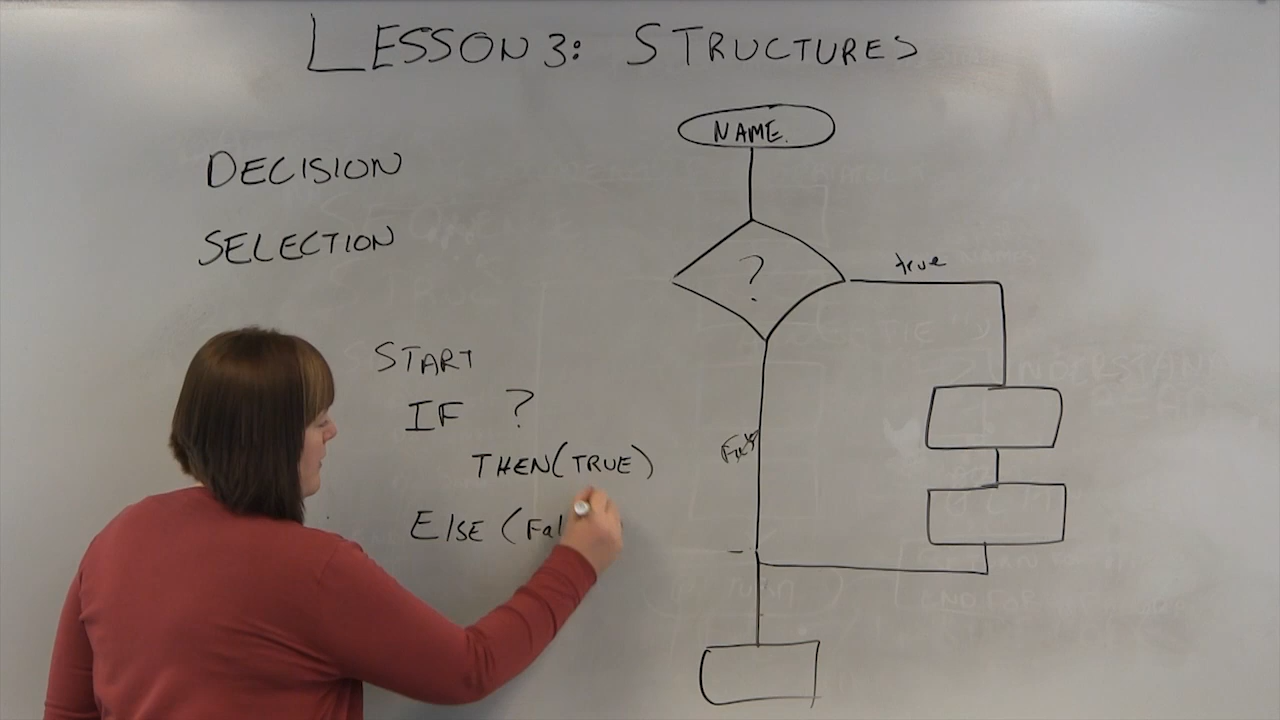 LESSON 3: STRUCTURES
DECISION
SELECTION
START
IF ?
THEN (TRUE)
ELSE (Fal
NAME.
?
true